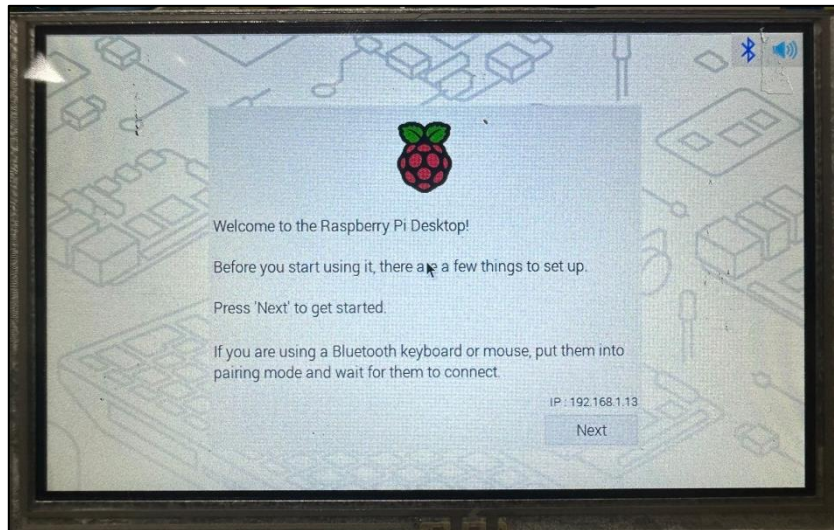 Welcome to the Raspberry Pi Desktop!
Before you start using it, there are a few things to set up.
Press 'Next' to get started.
If you are using a Bluetooth keyboard or mouse, put them into
pairing mode and wait for them to connect.
IP : 192.168.1.13
Next